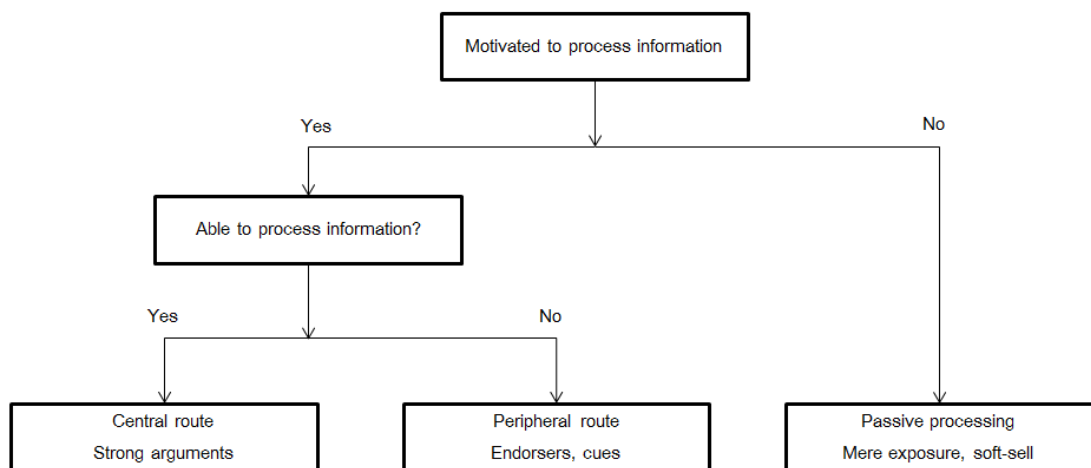 Motivated to process information
Yes
No
Able to process information?
Yes
No
Central route
Strong arguments
Peripheral route
Endorsers, cues
Passive processing
Mere exposure, soft-sell